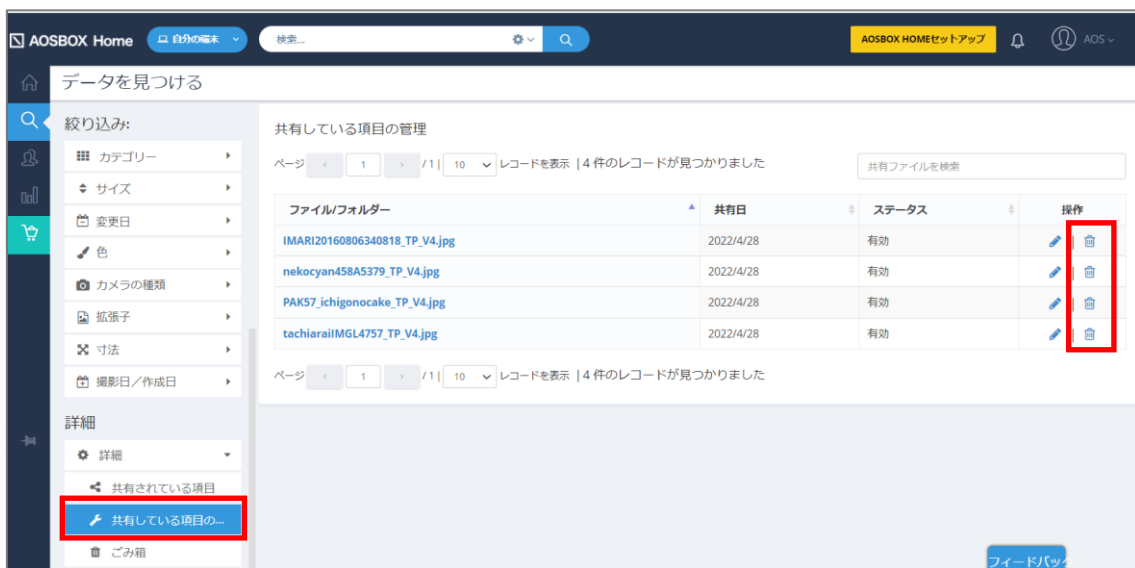 AOSBOX Home 自分の端末 検索... AOSBOX HOMEセットアップ AOS
データを見つける
絞り込み:
カテゴリー
サイズ
変更日
色
カメラの種類
拡張子
寸法
撮影日／作成日
詳細
詳細
共有されている項目
共有している項目の...
ごみ箱
共有している項目の管理
ページ ‹ 1 › / 1 | 10 レコードを表示 | 4 件のレコードが見つかりました 共有ファイルを検索
ファイル/フォルダー 共有日 ステータス 操作
IMARI20160806340818_TP_V4.jpg 2022/4/28 有効 |
nekocyan458A5379_TP_V4.jpg 2022/4/28 有効 |
PAK57_ichigonocake_TP_V4.jpg 2022/4/28 有効 |
tachiaraiIMGL4757_TP_V4.jpg 2022/4/28 有効 |
ページ ‹ 1 › / 1 | 10 レコードを表示 | 4 件のレコードが見つかりました
フィードバック